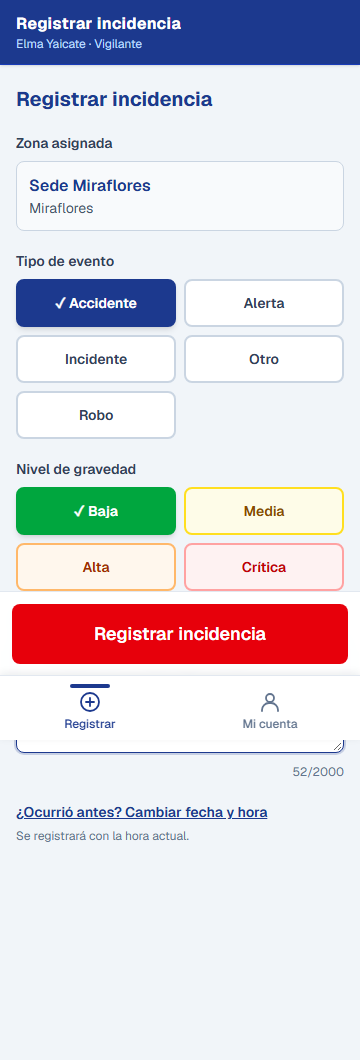 Registrar incidencia
Elma Yaicate · Vigilante
Registrar incidencia
Zona asignada
Sede Miraflores
Miraflores
Tipo de evento
✓ Accidente
Alerta
Incidente
Otro
Robo
Nivel de gravedad
✓ Baja
Media
Alta
Crítica
Registrar incidencia
Registrar
Mi cuenta
52/2000
¿Ocurrió antes? Cambiar fecha y hora
Se registrará con la hora actual.